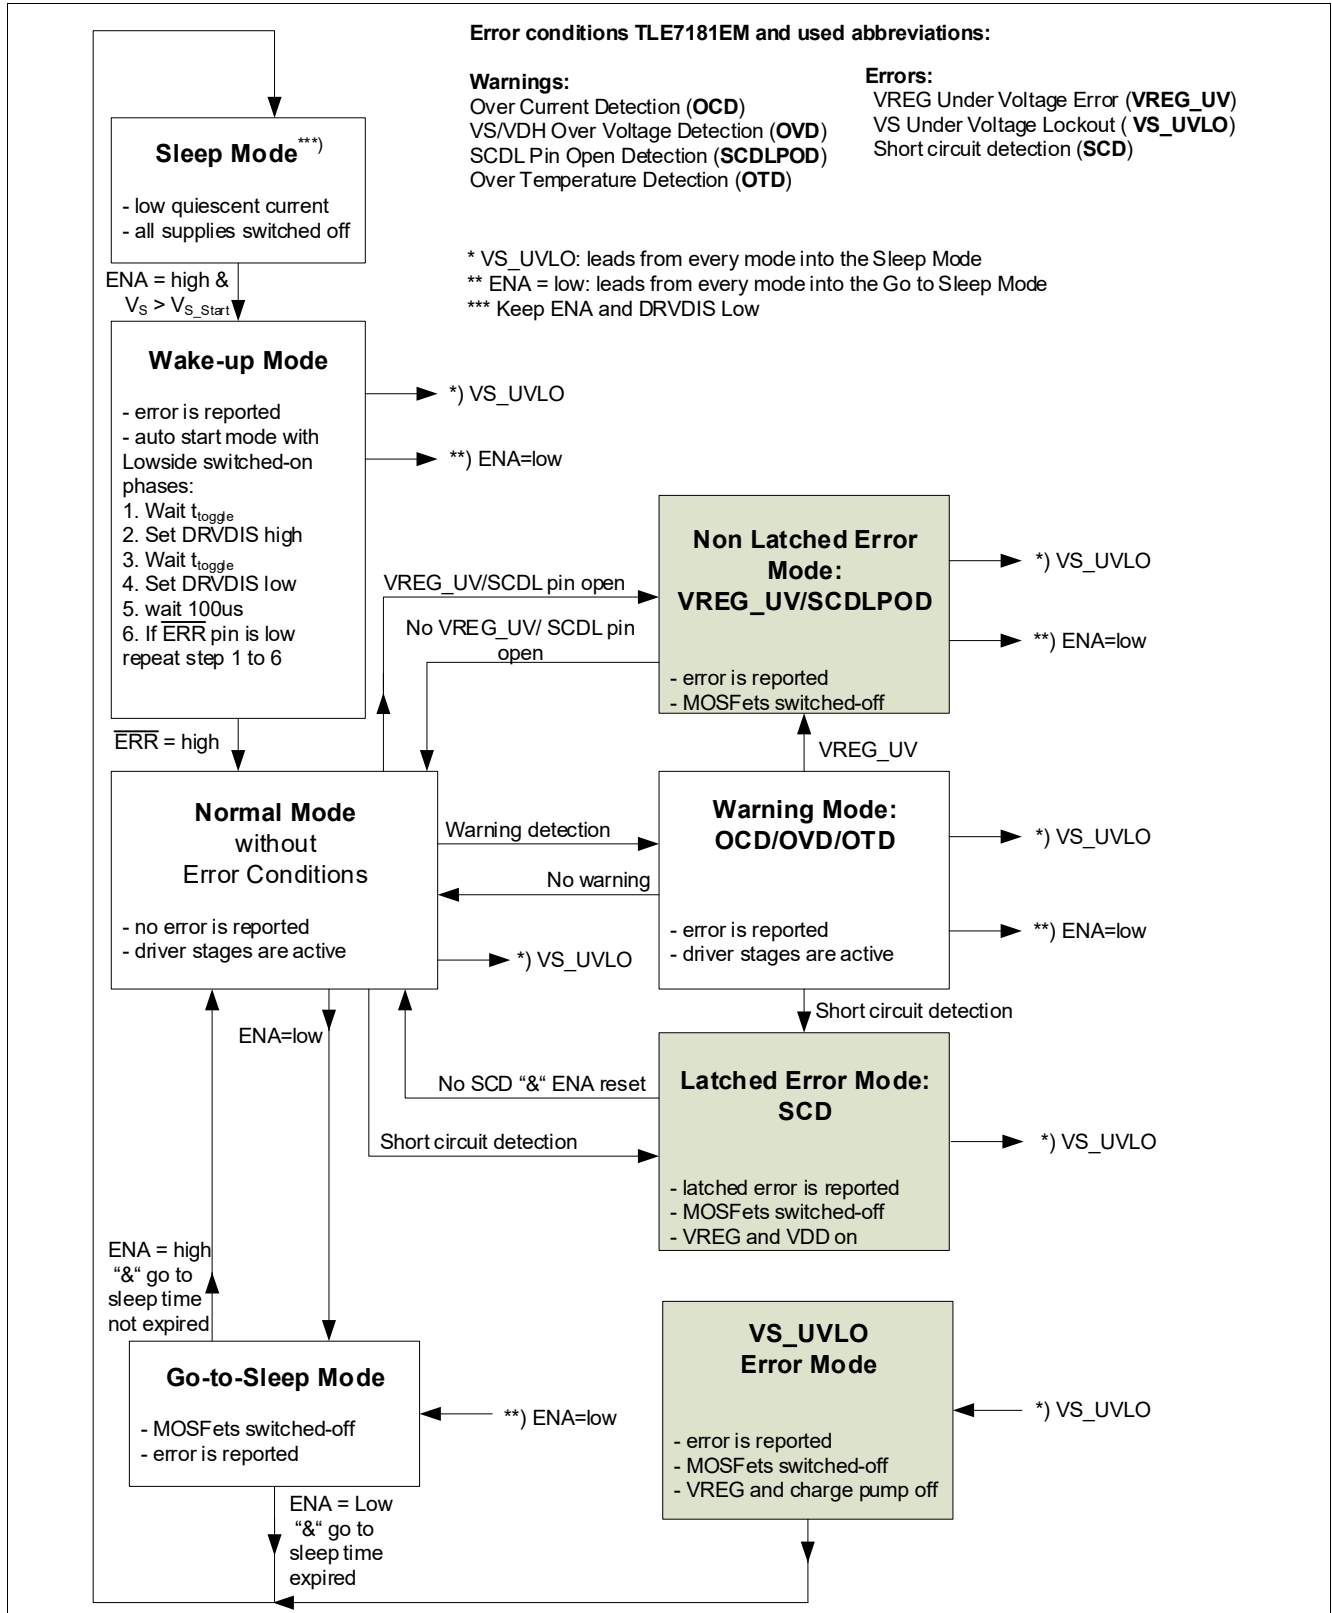 Error conditions TLE7181EM and used abbreviations:
Warnings:
Over Current Detection (OCD)
VS/VDH Over Voltage Detection (OVD)
SCDL Pin Open Detection (SCDLPOD)
Over Temperature Detection (OTD)
Errors:
VREG Under Voltage Error (VREG_UV)
VS Under Voltage Lockout ( VS_UVLO)
Short circuit detection (SCD)
* VS_UVLO: leads from every mode into the Sleep Mode
** ENA = low: leads from every mode into the Go to Sleep Mode
*** Keep ENA and DRVDIS Low
Sleep Mode***)
- low quiescent current
- all supplies switched off
ENA = high &
VS > VS_Start
Wake-up Mode
- error is reported
- auto start mode with
Lowside switched-on
phases:
1. Wait ttoggle
2. Set DRVDIS high
3. Wait ttoggle
4. Set DRVDIS low
5. wait 100us
6. If E̅R̅R̅ pin is low
repeat step 1 to 6
*) VS_UVLO
**) ENA=low
E̅R̅R̅ = high
VREG_UV/SCDL pin open
No VREG_UV/ SCDL pin
open
Non Latched Error
Mode:
VREG_UV/SCDLPOD
- error is reported
- MOSFets switched-off
*) VS_UVLO
**) ENA=low
VREG_UV
Normal Mode
without
Error Conditions
- no error is reported
- driver stages are active
Warning detection
No warning
*) VS_UVLO
Warning Mode:
OCD/OVD/OTD
- error is reported
- driver stages are active
*) VS_UVLO
**) ENA=low
Short circuit detection
ENA=low
No SCD “&“ ENA reset
Short circuit detection
Latched Error Mode:
SCD
- latched error is reported
- MOSFets switched-off
- VREG and VDD on
*) VS_UVLO
ENA = high
“&“ go to
sleep time
not expired
Go-to-Sleep Mode
- MOSFets switched-off
- error is reported
**) ENA=low
ENA = Low
“&“ go to
sleep time
expired
VS_UVLO
Error Mode
- error is reported
- MOSFets switched-off
- VREG and charge pump off
*) VS_UVLO